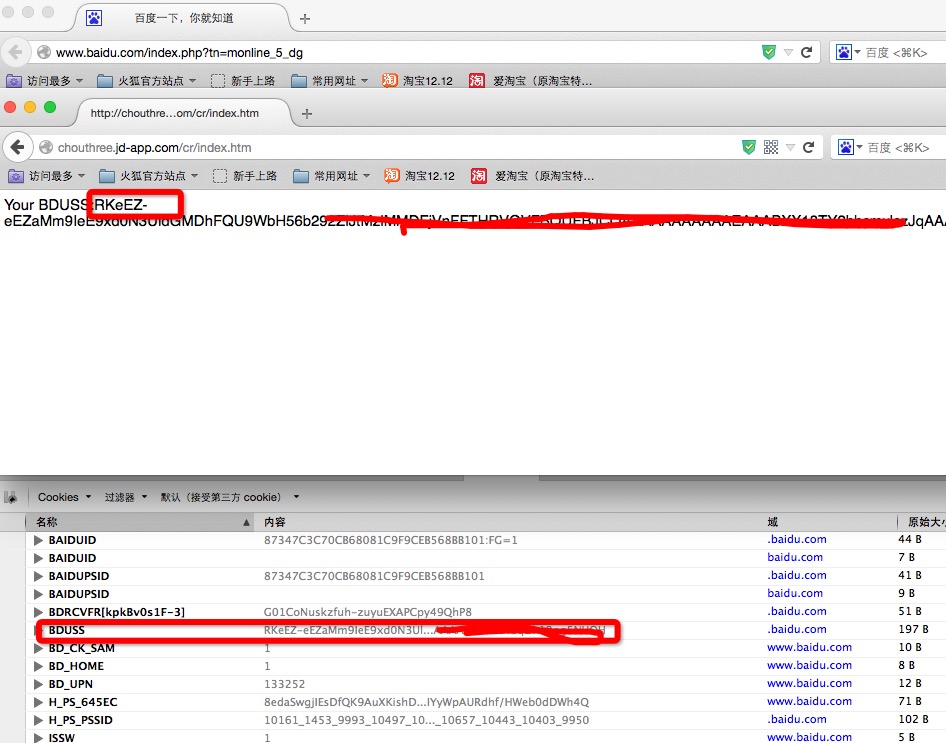 百度一下，你就知道
www.baidu.com/index.php?tn=monline_5_dg
百度 <⌘K>
访问最多 火狐官方站点 新手上路 常用网址 淘宝12.12 爱淘宝（原淘宝特...
http://chouthree...om/cr/index.htm
chouthree.jd-app.com/cr/index.htm
百度 <⌘K>
访问最多 火狐官方站点 新手上路 常用网址 淘宝12.12 爱淘宝（原淘宝特...
Your BDUSS:RKeEZ-
Cookies 过滤器 默认（接受第三方 cookie）
名称 内容 域 原始大小
BAIDUID 87347C3C70CB68081C9F9CEB568BB101:FG=1 .baidu.com 44 B
BAIDUID baidu.com 7 B
BAIDUPSID 87347C3C70CB68081C9F9CEB568BB101 .baidu.com 41 B
BAIDUPSID baidu.com 9 B
BDRCVFR[kpkBv0s1F-3] G01CoNuskzfuh-zuyuEXAPCpy49QhP8 .baidu.com 51 B
BDUSS .baidu.com 197 B
BD_CK_SAM 1 www.baidu.com 10 B
BD_HOME 1 www.baidu.com 8 B
BD_UPN 133252 www.baidu.com 12 B
H_PS_645EC 8edaSwgjIEsDfQK9AuXKishD...IYyWpAURdhf/HWeb0dDWh4Q www.baidu.com 71 B
H_PS_PSSID 10161_1453_9993_10497_10..._10657_10443_10403_9950 .baidu.com 102 B
ISSW 1 www.baidu.com 5 B